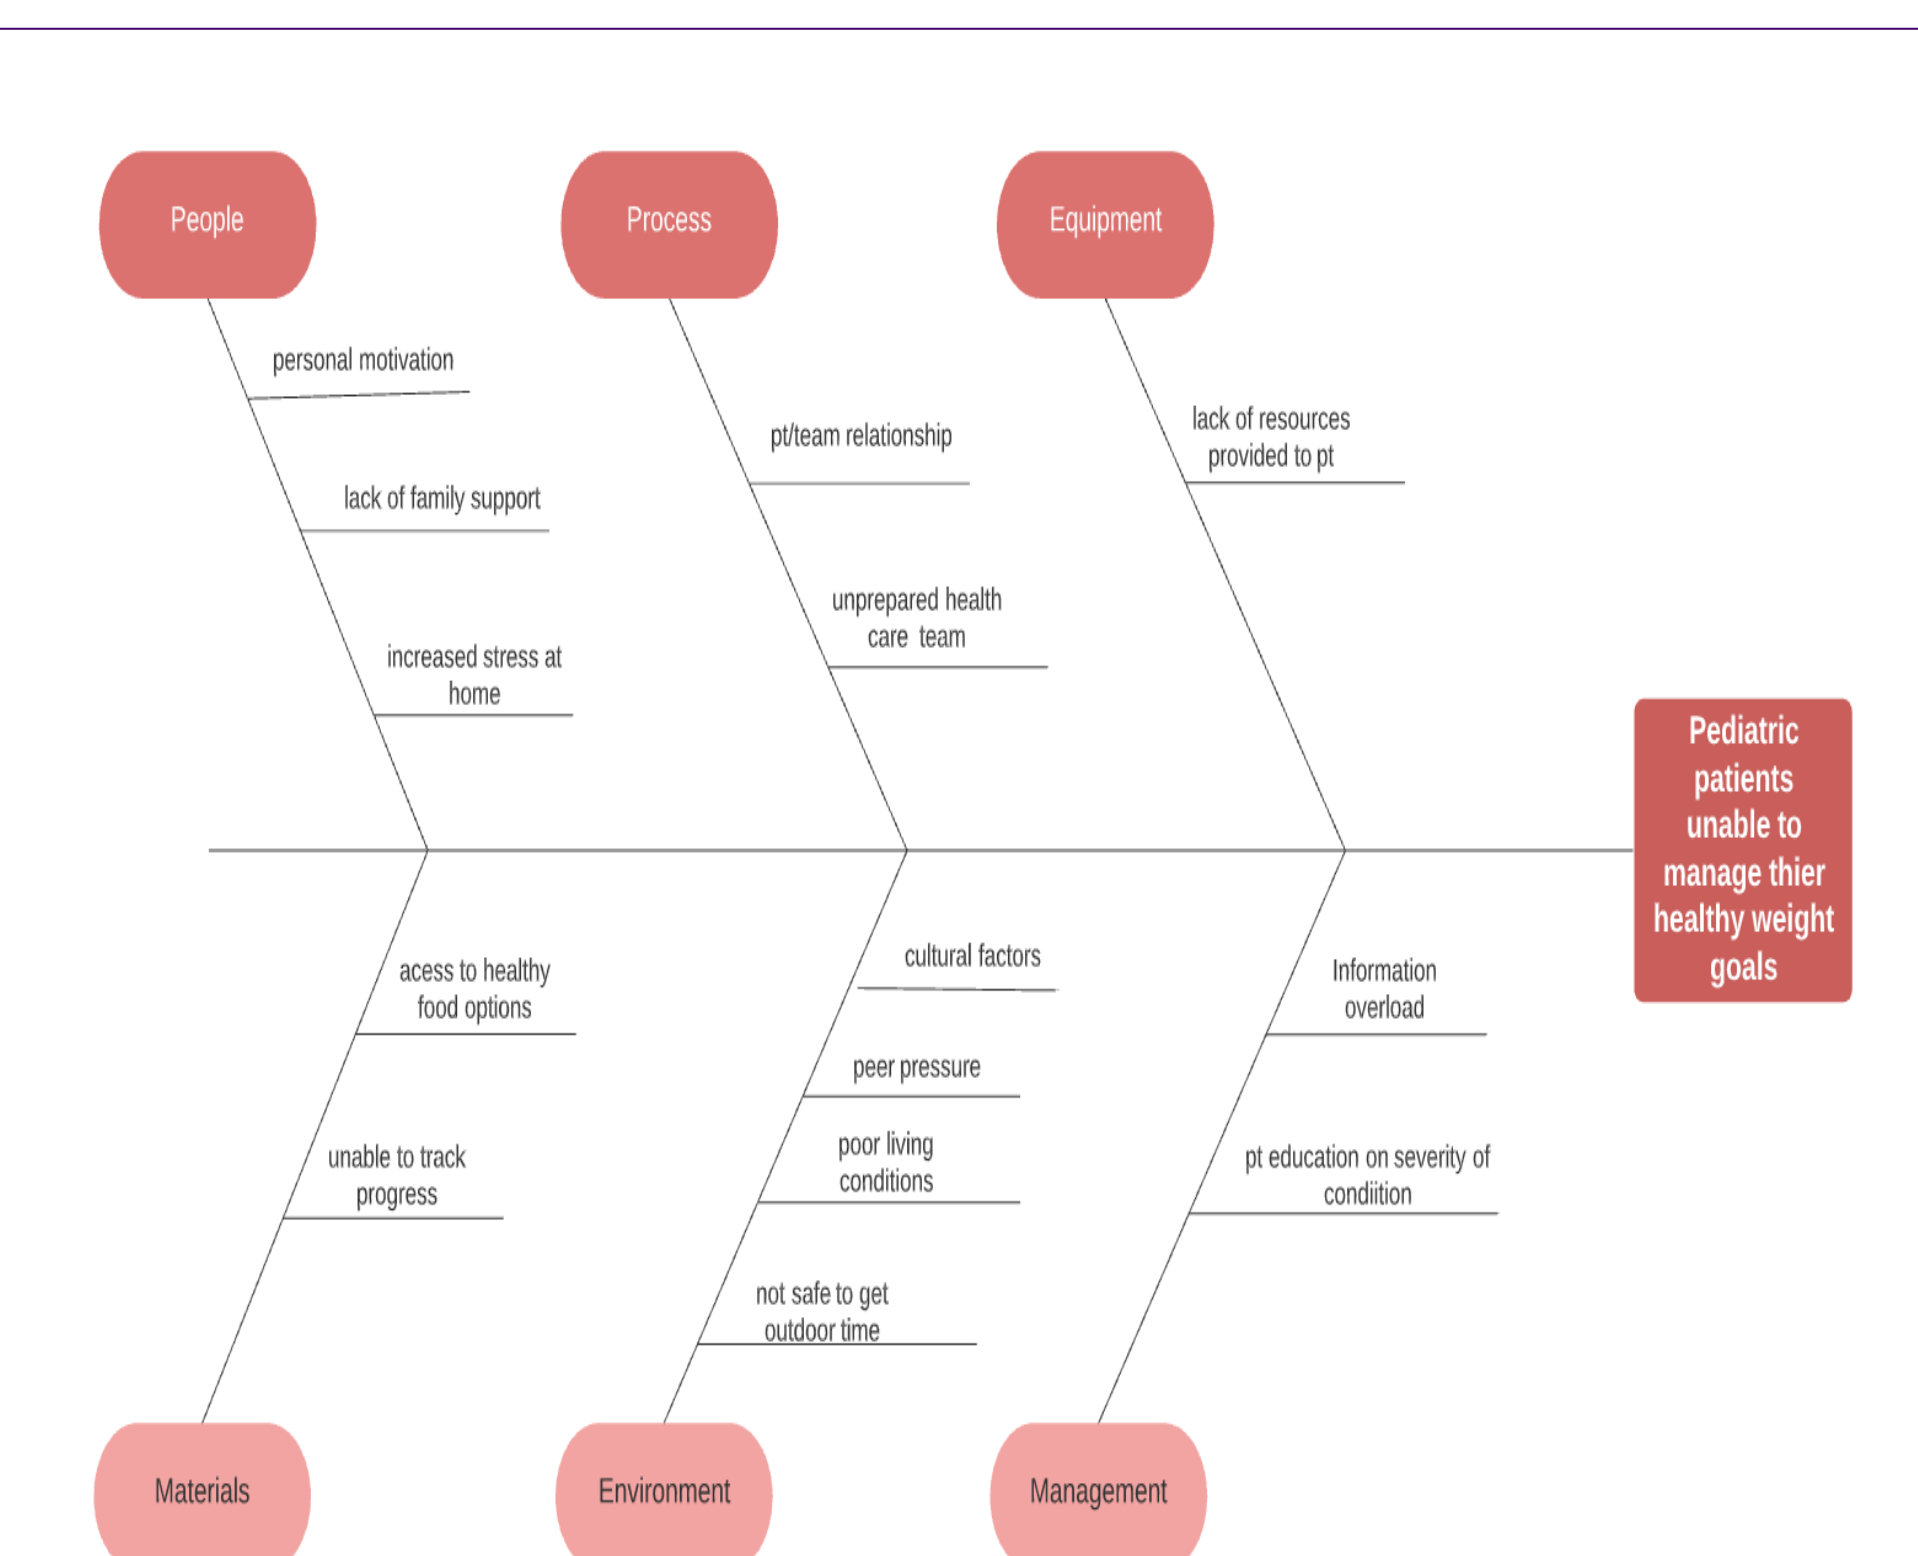 People
Process
Equipment
personal motivation
lack of family support
increased stress at
home
pt/team relationship
unprepared health
care team
lack of resources
provided to pt
Pediatric
patients
unable to
manage thier
healthy weight
goals
acess to healthy
food options
unable to track
progress
cultural factors
peer pressure
poor living
conditions
not safe to get
outdoor time
Information
overload
pt education on severity of
condiition
Materials
Environment
Management